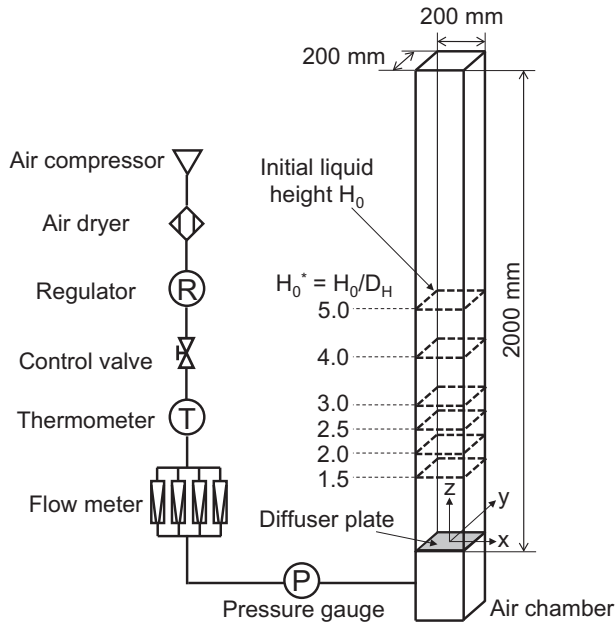 200 mm
200 mm
Air compressor
Initial liquid
height H₀
Air dryer
H₀* = H₀/D_H
Regulator
R
5.0
2000 mm
Control valve
4.0
Thermometer
T
3.0
2.5
2.0
1.5
Flow meter
z
y
Diffuser plate
x
P
Pressure gauge
Air chamber